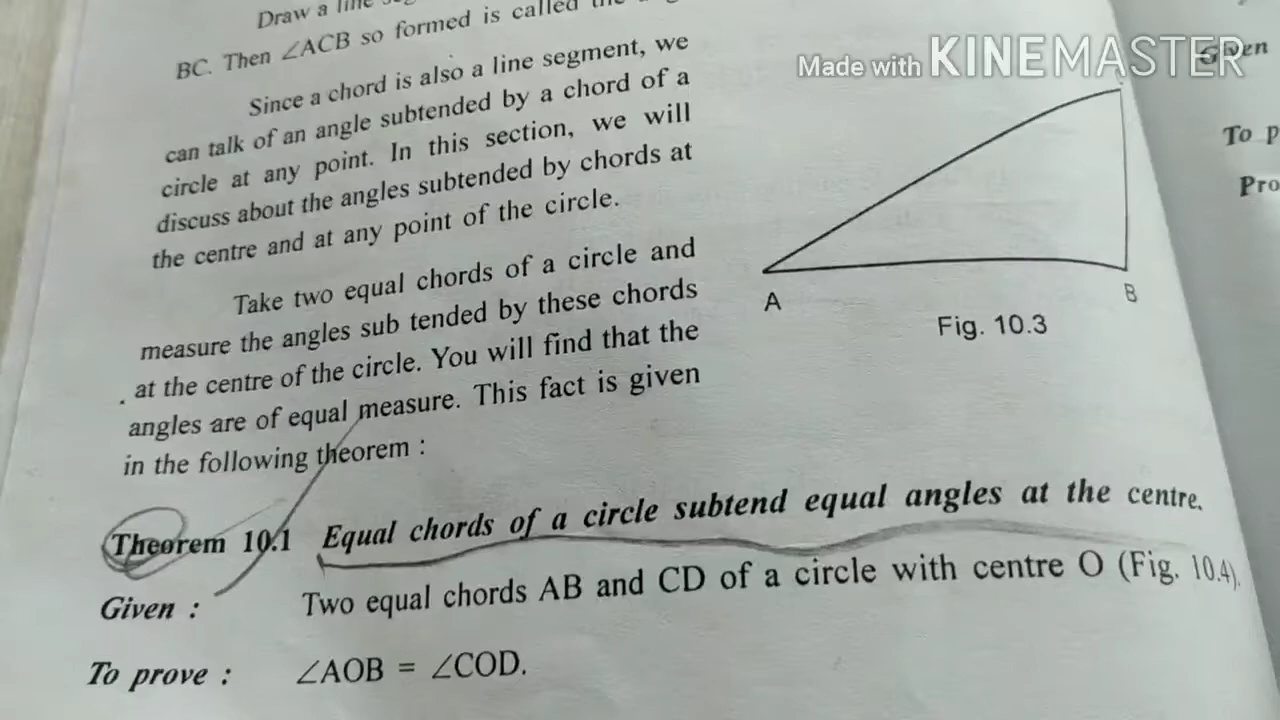 Draw a line
BC. Then ∠ACB so formed is called the
Since a chord is also a line segment, we
can talk of an angle subtended by a chord of a
circle at any point. In this section, we will
discuss about the angles subtended by chords at
the centre and at any point of the circle.
Take two equal chords of a circle and
measure the angles sub tended by these chords
at the centre of the circle. You will find that the
angles are of equal measure. This fact is given
in the following theorem :
Made with KINEMASTER
A
B
Fig. 10.3
Theorem 10.1 Equal chords of a circle subtend equal angles at the centre.
Given : Two equal chords AB and CD of a circle with centre O (Fig. 10.4).
To prove : ∠AOB = ∠COD.
Given
To p
Pro